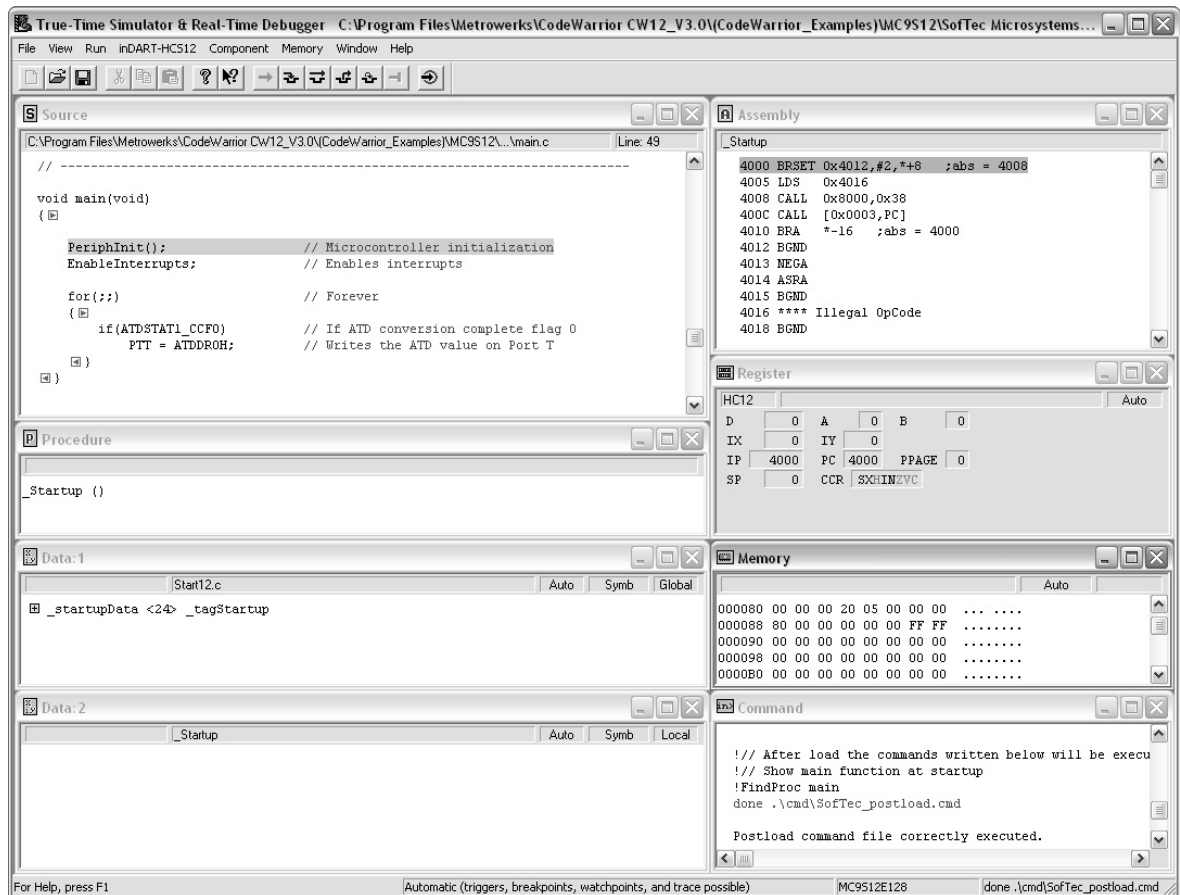 True-Time Simulator & Real-Time Debugger C:\Program Files\Metrowerks\CodeWarrior CW12_V3.0\(CodeWarrior_Examples)\MC9S12\SofTec Microsystems...
File View Run inDART-HCS12 Component Memory Window Help
Source
C:\Program Files\Metrowerks\CodeWarrior CW12_V3.0\(CodeWarrior_Examples)\MC9S12\...\main.c Line: 49
// ---------------------------------------------------------------------------
void main(void)
{
PeriphInit(); // Microcontroller initialization
EnableInterrupts; // Enables interrupts
for(;;) // Forever
{
if(ATDSTAT1_CCF0) // If ATD conversion complete flag 0
PTT = ATDDR0H; // Writes the ATD value on Port T
}
}
Procedure
_Startup ()
Data:1
Start12.c Auto Symb Global
_startupData <24> _tagStartup
Data:2
_Startup Auto Symb Local
Assembly
_Startup
4000 BRSET 0x4012,#2,*+8 ;abs = 4008
4005 LDS 0x4016
4008 CALL 0x8000,0x38
400C CALL [0x0003,PC]
4010 BRA *-16 ;abs = 4000
4012 BGND
4013 NEGA
4014 ASRA
4015 BGND
4016 **** Illegal OpCode
4018 BGND
Register
HC12 Auto
D 0 A 0 B 0
IX 0 IY 0
IP 4000 PC 4000 PPAGE 0
SP 0 CCR SXHINZVC
Memory
Auto
000080 00 00 00 20 05 00 00 00 ... ....
000088 80 00 00 00 00 00 FF FF ........
000090 00 00 00 00 00 00 00 00 ........
000098 00 00 00 00 00 00 00 00 ........
0000B0 00 00 00 00 00 00 00 00 ........
Command
!// After load the commands written below will be execu
!// Show main function at startup
!FindProc main
done .\cmd\SofTec_postload.cmd
Postload command file correctly executed.
For Help, press F1 Automatic (triggers, breakpoints, watchpoints, and trace possible) MC9S12E128 done .\cmd\SofTec_postload.cmd